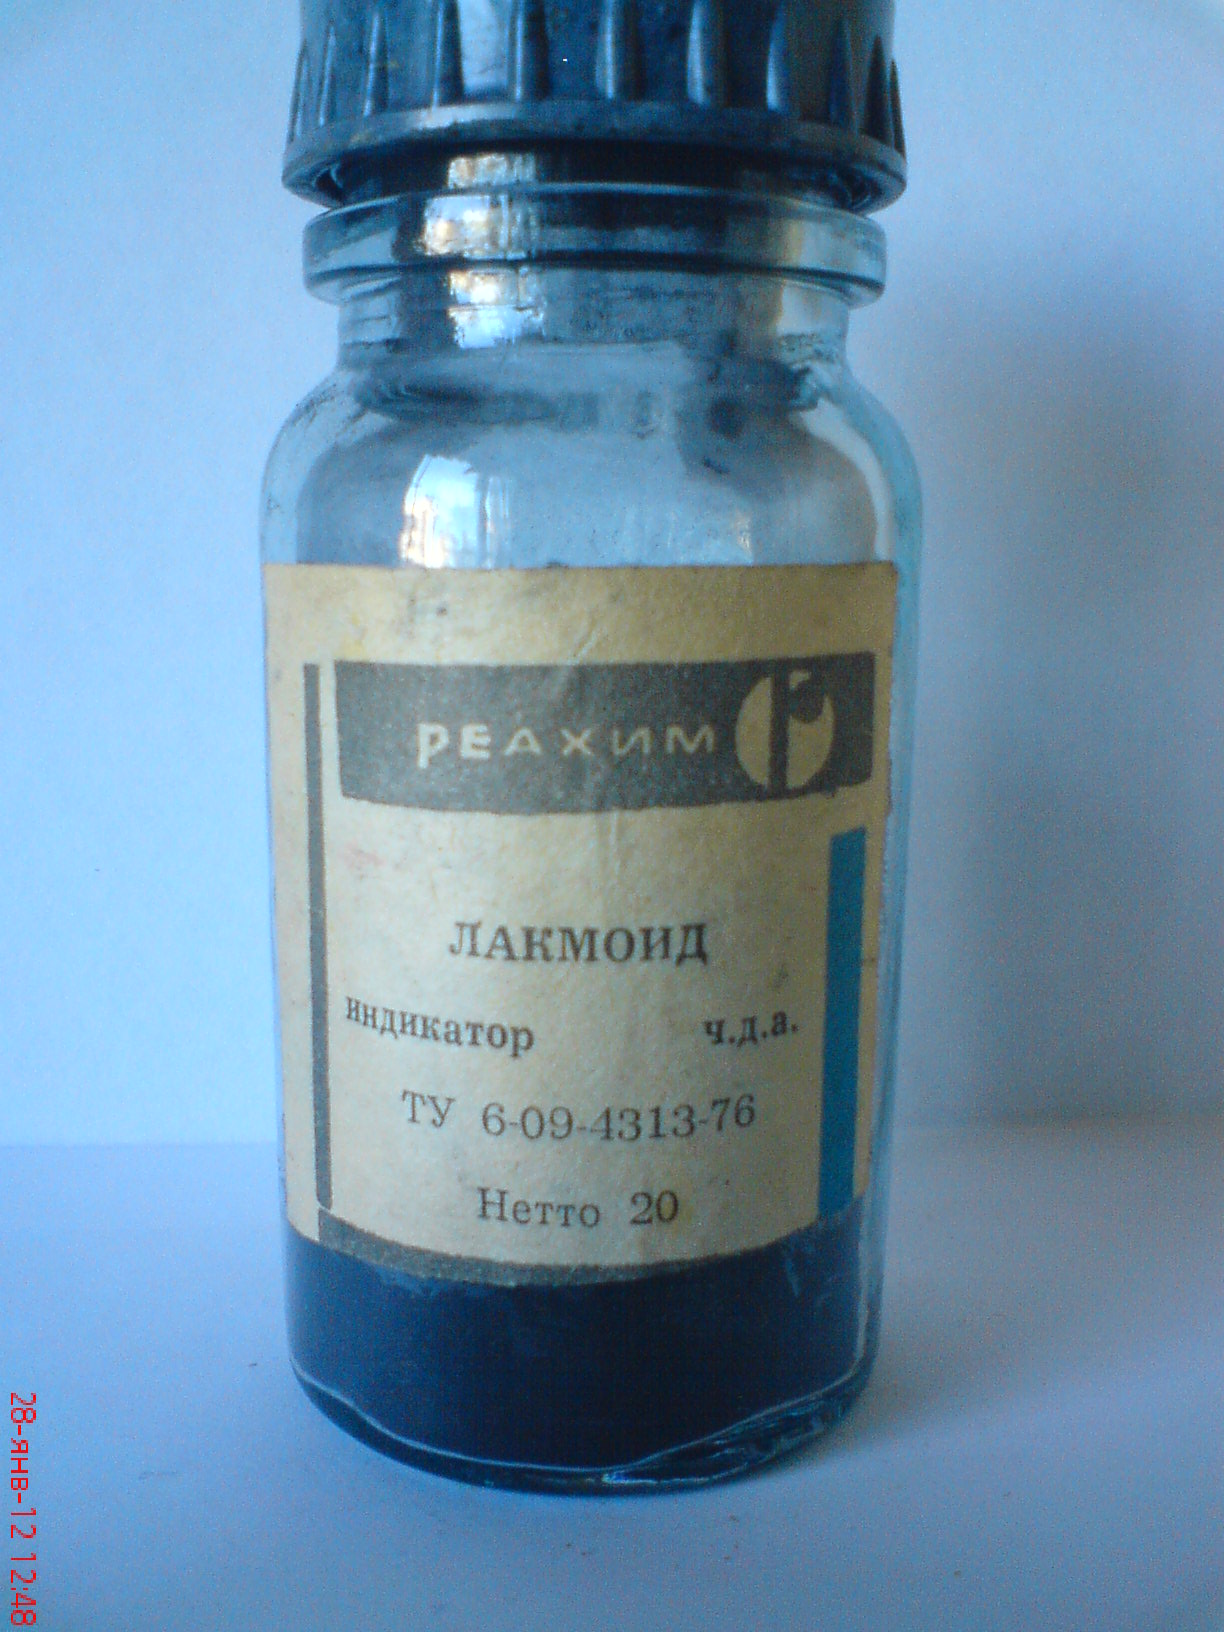 РЕАХИМ
ЛАКМОИД
индикатор ч.д.а.
ТУ 6-09-4313-76
Нетто 20
28-янв-12 12:48